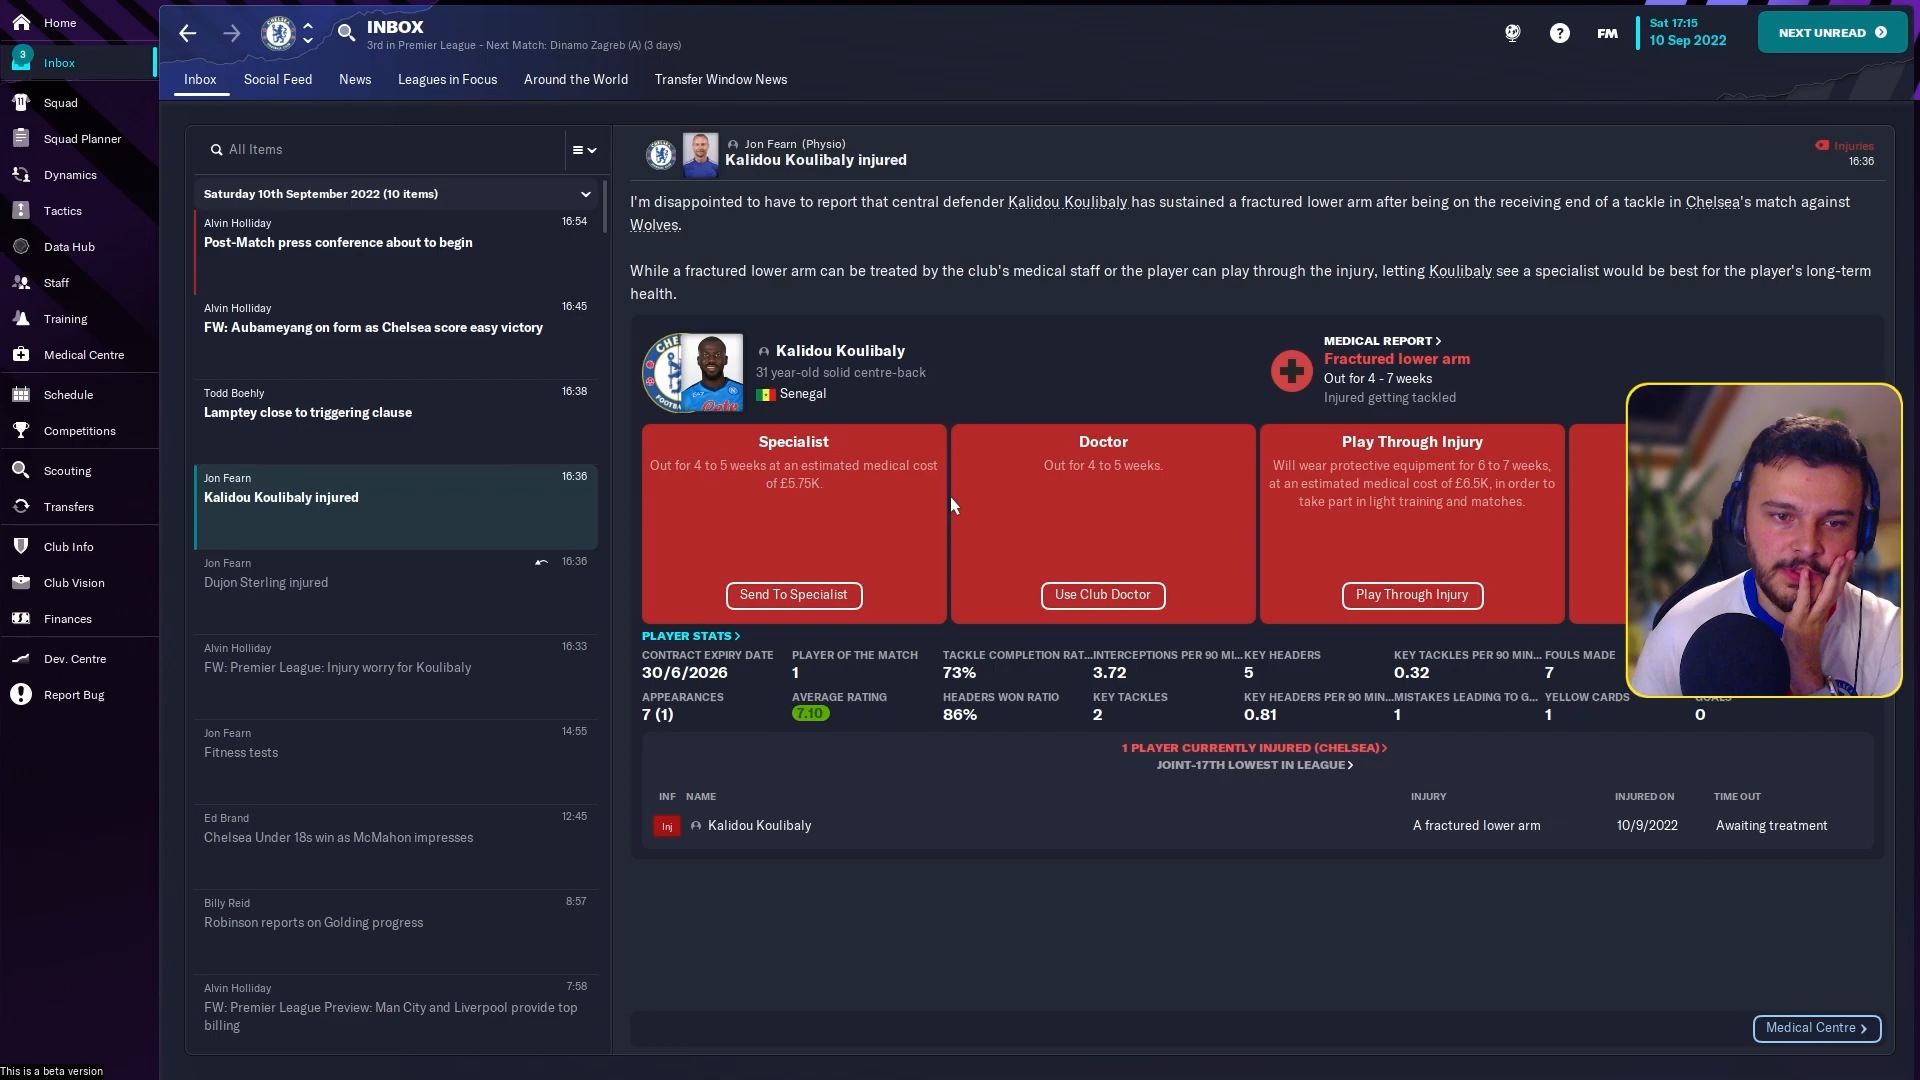 Home
3
Inbox
Squad
Squad Planner
Dynamics
Tactics
Data Hub
Staff
Training
Medical Centre
Schedule
Competitions
Scouting
Transfers
Club Info
Club Vision
Finances
Dev. Centre
Report Bug
This is a beta version
INBOX
3rd in Premier League - Next Match: Dinamo Zagreb (A) (3 days)
FM
Sat 17:15
10 Sep 2022
NEXT UNREAD
Inbox Social Feed News Leagues in Focus Around the World Transfer Window News
All Items
Saturday 10th September 2022 (10 items)
Alvin Holliday 16:54
Post-Match press conference about to begin
Alvin Holliday 16:45
FW: Aubameyang on form as Chelsea score easy victory
Todd Boehly 16:38
Lamptey close to triggering clause
Jon Fearn 16:36
Kalidou Koulibaly injured
Jon Fearn 16:36
Dujon Sterling injured
Alvin Holliday 16:33
FW: Premier League: Injury worry for Koulibaly
Jon Fearn 14:55
Fitness tests
Ed Brand 12:45
Chelsea Under 18s win as McMahon impresses
Billy Reid 8:57
Robinson reports on Golding progress
Alvin Holliday 7:58
FW: Premier League Preview: Man City and Liverpool provide top
billing
Jon Fearn (Physio)
Kalidou Koulibaly injured
Injuries
16:36
I'm disappointed to have to report that central defender Kalidou Koulibaly has sustained a fractured lower arm after being on the receiving end of a tackle in Chelsea's match against
Wolves.
While a fractured lower arm can be treated by the club's medical staff or the player can play through the injury, letting Koulibaly see a specialist would be best for the player's long-term
health.
Kalidou Koulibaly
31 year-old solid centre-back
Senegal
MEDICAL REPORT >
Fractured lower arm
Out for 4 - 7 weeks
Injured getting tackled
Specialist
Out for 4 to 5 weeks at an estimated medical cost
of £5.75K.
Send To Specialist
Doctor
Out for 4 to 5 weeks.
Use Club Doctor
Play Through Injury
Will wear protective equipment for 6 to 7 weeks,
at an estimated medical cost of £6.5K, in order to
take part in light training and matches.
Play Through Injury
PLAYER STATS >
CONTRACT EXPIRY DATE PLAYER OF THE MATCH TACKLE COMPLETION RAT... INTERCEPTIONS PER 90 MI... KEY HEADERS KEY TACKLES PER 90 MIN... FOULS MADE
30/6/2026 1 73% 3.72 5 0.32 7
APPEARANCES AVERAGE RATING HEADERS WON RATIO KEY TACKLES KEY HEADERS PER 90 MIN... MISTAKES LEADING TO G... YELLOW CARDS GOALS
7 (1) 7.10 86% 2 0.81 1 1 0
1 PLAYER CURRENTLY INJURED (CHELSEA) >
JOINT-17TH LOWEST IN LEAGUE >
INF NAME INJURY INJURED ON TIME OUT
Inj Kalidou Koulibaly A fractured lower arm 10/9/2022 Awaiting treatment
Medical Centre >